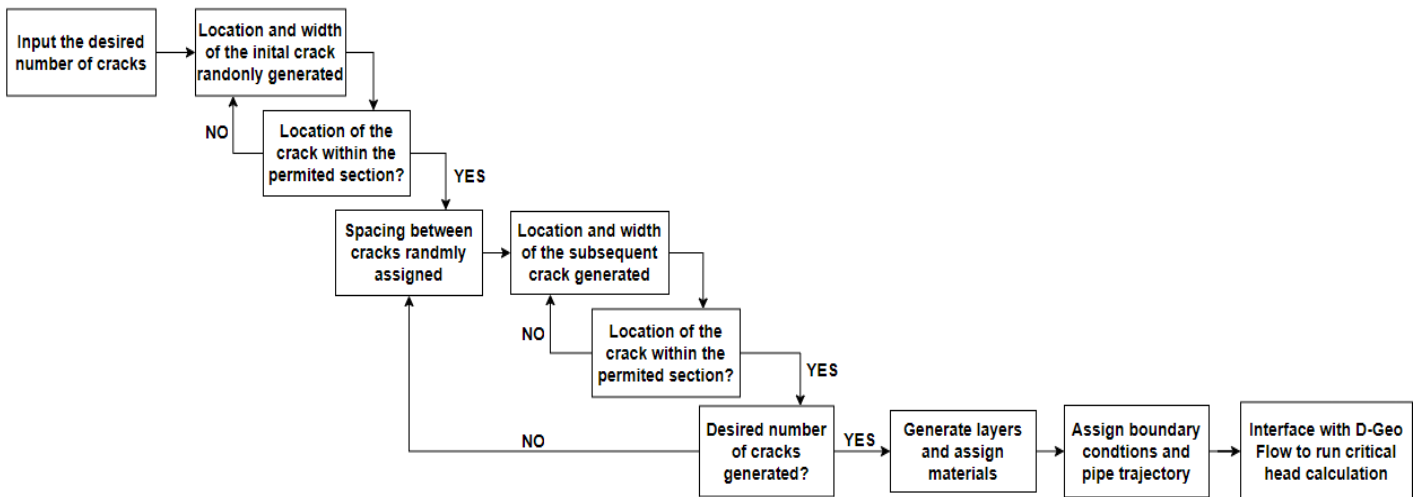 Input the desired
number of cracks
Location and width
of the inital crack
randonly generated
NO
Location of the
crack within the
permited section?
YES
Spacing between
cracks randmly
assigned
Location and width
of the subsequent
crack generated
NO
Location of the
crack within the
permited section?
YES
NO
Desired number
of cracks
generated?
YES
Generate layers
and assign
materials
Assign boundary
condtions and
pipe trajectory
Interface with D-Geo
Flow to run critical
head calculation